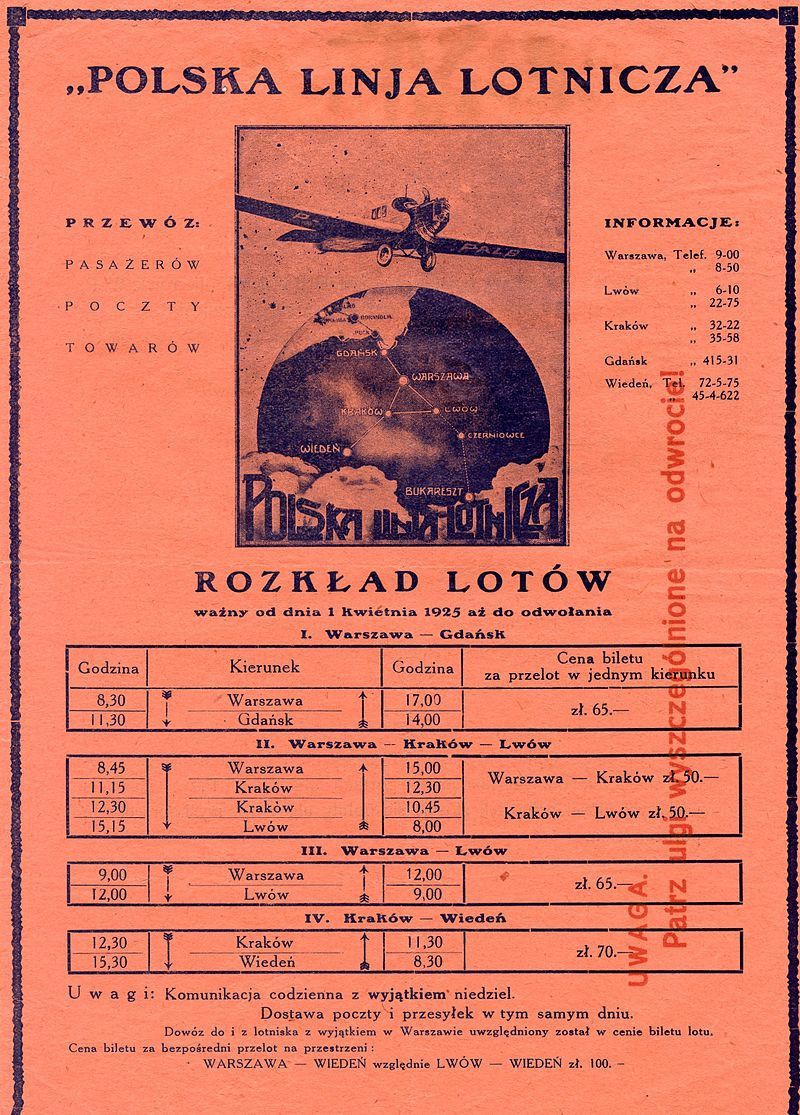 „POLSKA LINJA LOTNICZA”
PRZEWÓZ:
PASAŻERÓW
POCZTY
TOWARÓW
INFORMACJE:
Warszawa, Telef. 9-00
„ 8-50
Lwów „ 6-10
„ 22-75
Kraków „ 32-22
„ 35-58
Gdańsk „ 415-31
Wiedeń, Tel. 72-5-75
„ 45-4-622
GDAŃSK
WARSZAWA
KRAKÓW
LWÓW
CZERNIOWCE
WIEDEŃ
BUKARESZT
POLSKA LINJA LOTNICZA
ROZKŁAD LOTÓW
ważny od dnia 1 kwietnia 1925 aż do odwołania
I. Warszawa — Gdańsk
Godzina Kierunek Godzina Cena biletu
za przelot w jednym kierunku
8,30 Warszawa 17,00
zł. 65.—
11,30 Gdańsk 14,00
II. Warszawa — Kraków — Lwów
8,45 Warszawa 15,00
Warszawa — Kraków zł. 50.—
11,15 Kraków 12,30
12,30 Kraków 10,45
Kraków — Lwów zł. 50.—
15,15 Lwów 8,00
III. Warszawa — Lwów
9,00 Warszawa 12,00
zł. 65.—
12,00 Lwów 9,00
IV. Kraków — Wiedeń
12,30 Kraków 11,30
zł. 70.—
15,30 Wiedeń 8,30
Uwagi: Komunikacja codzienna z wyjątkiem niedziel.
Dostawa poczty i przesyłek w tym samym dniu.
Dowóz do i z lotniska z wyjątkiem w Warszawie uwzględniony został w cenie biletu lotu.
Cena biletu za bezpośredni przelot na przestrzeni:
WARSZAWA — WIEDEŃ względnie LWÓW — WIEDEŃ zł. 100. –
UWAGA.
Patrz ulgi wyszczególnione na odwrocie!